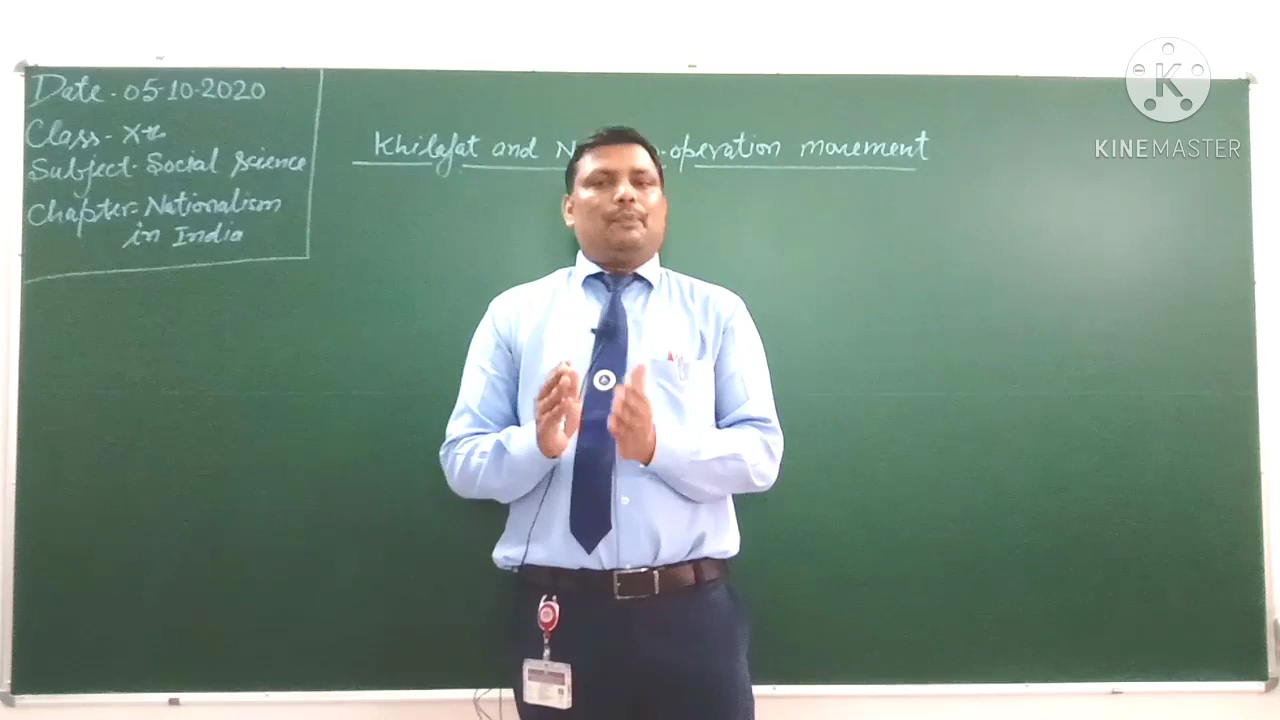 Date - 05-10-2020
Class - Xth
Subject - Social Science
Chapter = Nationalism
in India
Khilafat and N -operation movement
KINEMASTER